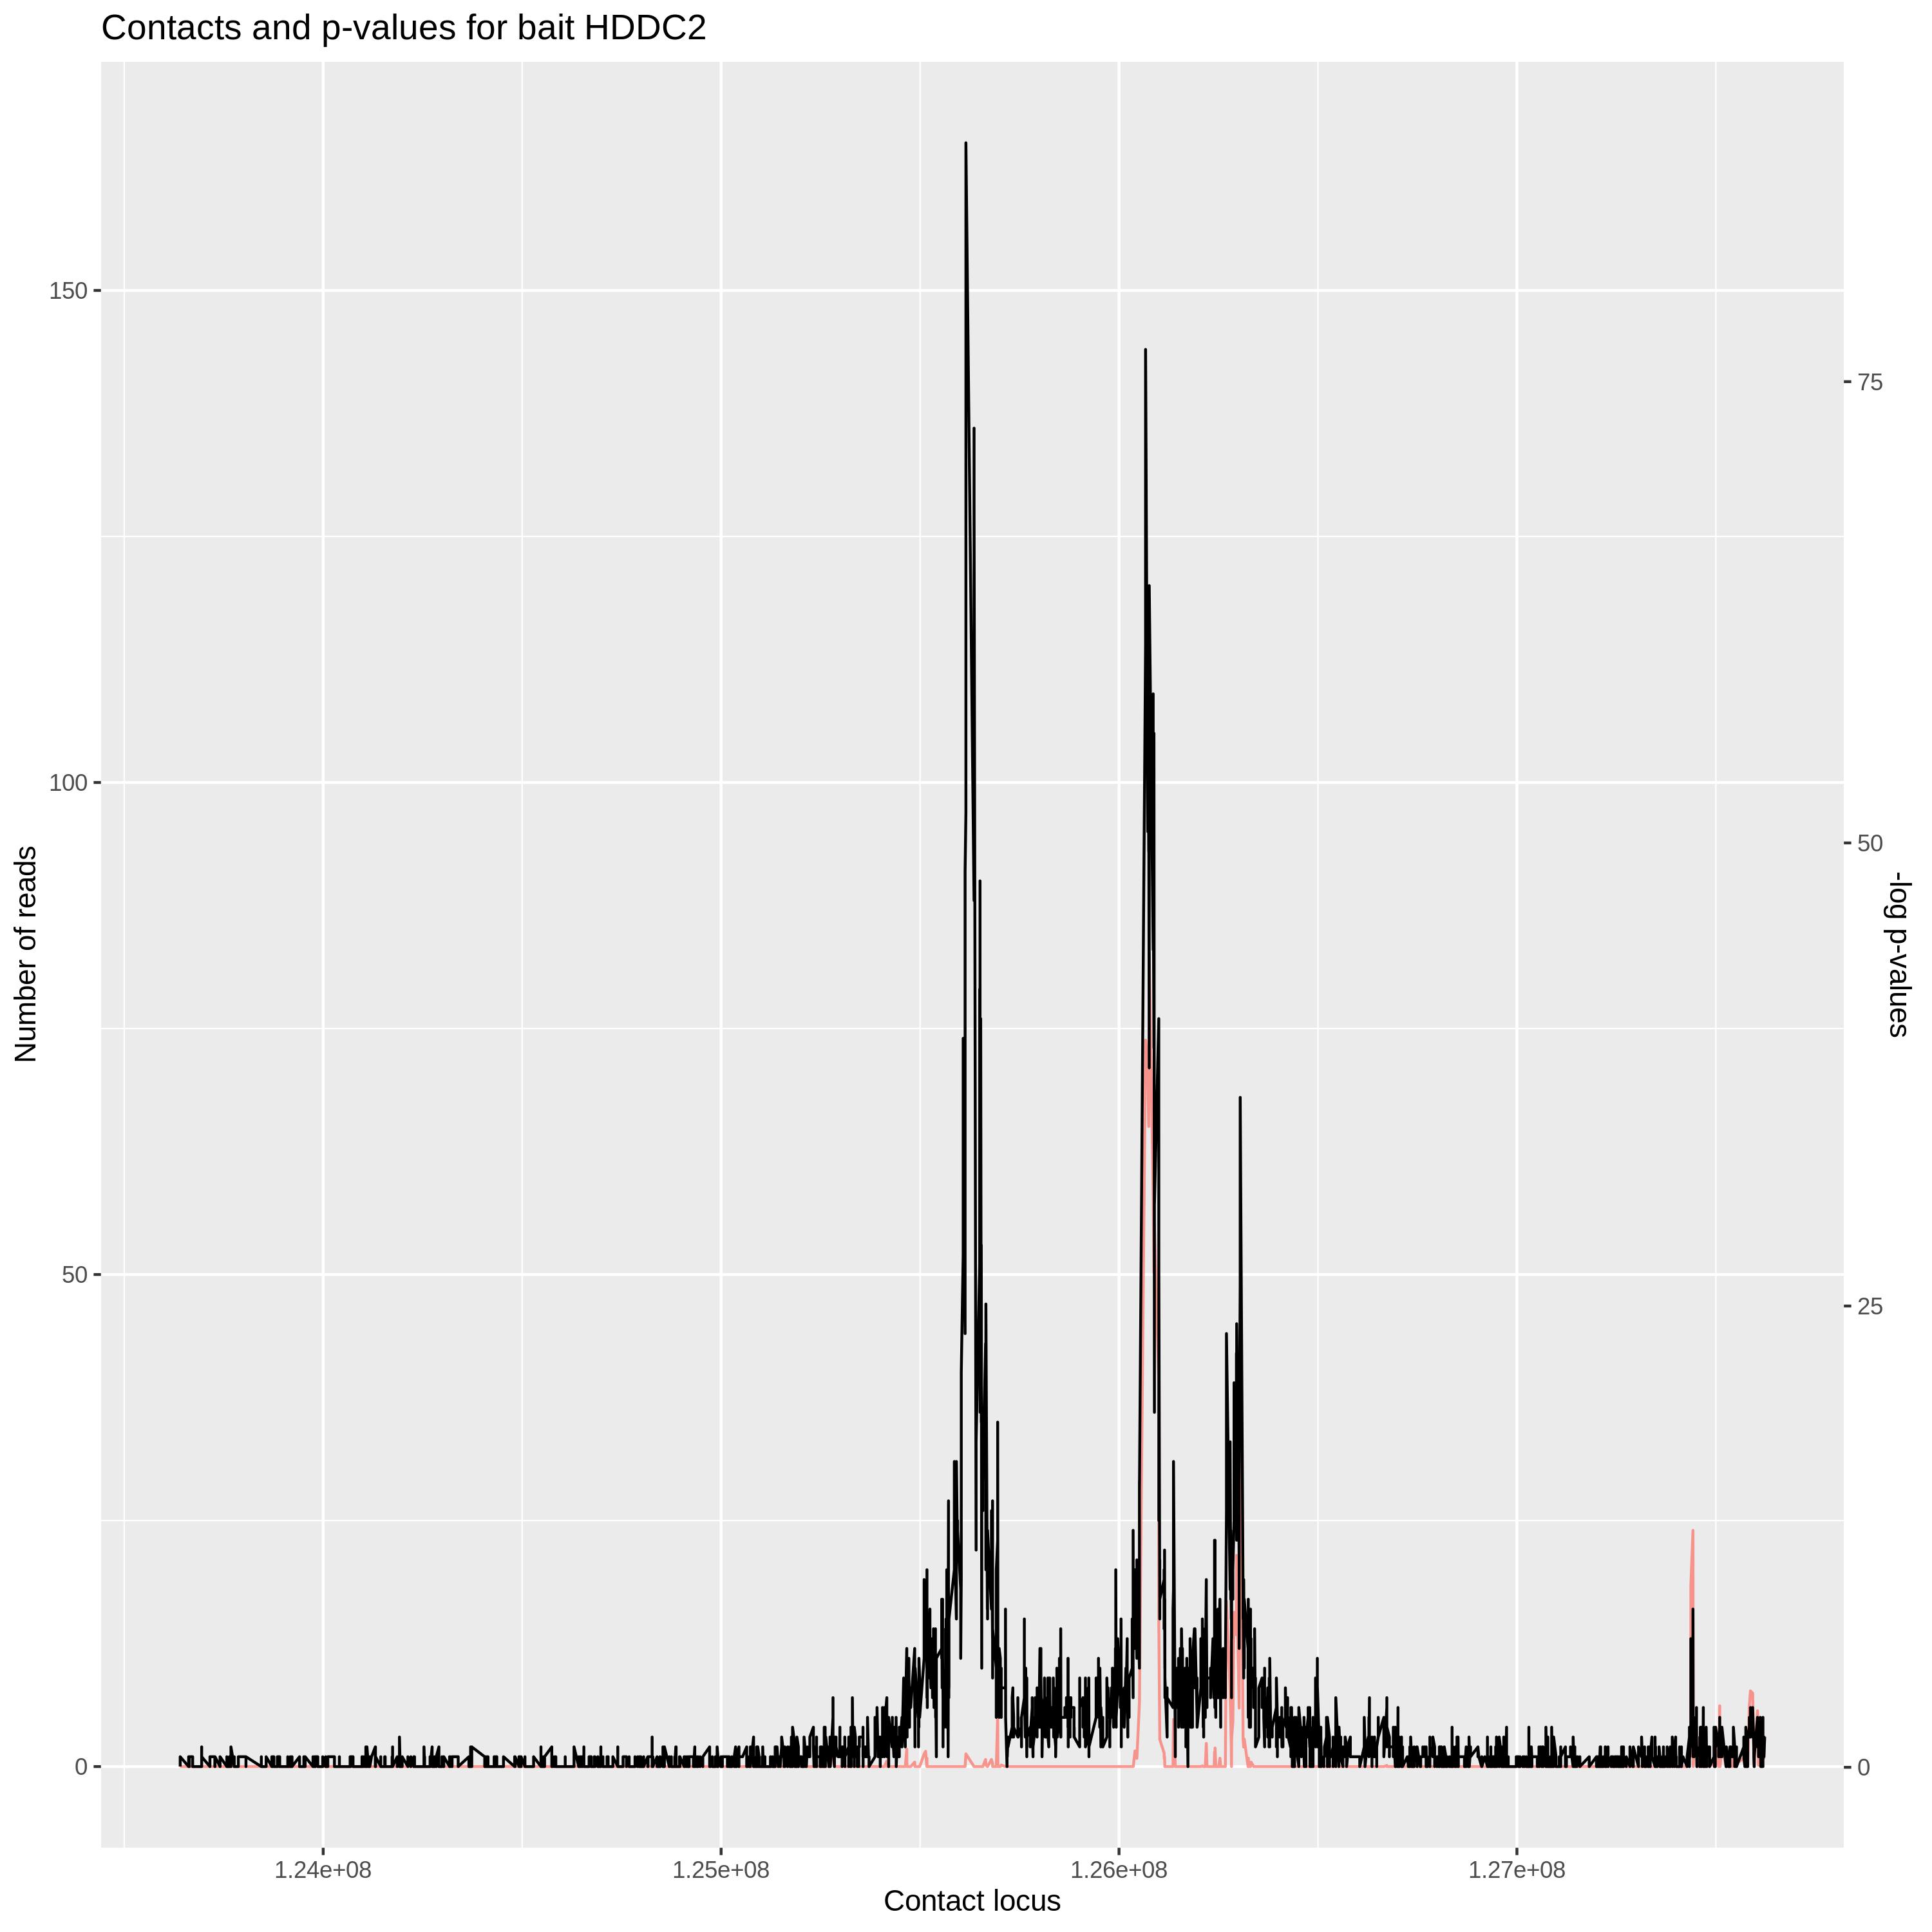 Contacts and p-values for bait HDDC2
150
100
50
0
Number of reads
75
50
25
0
-log p-values
1.24e+08
1.25e+08
1.26e+08
1.27e+08
Contact locus